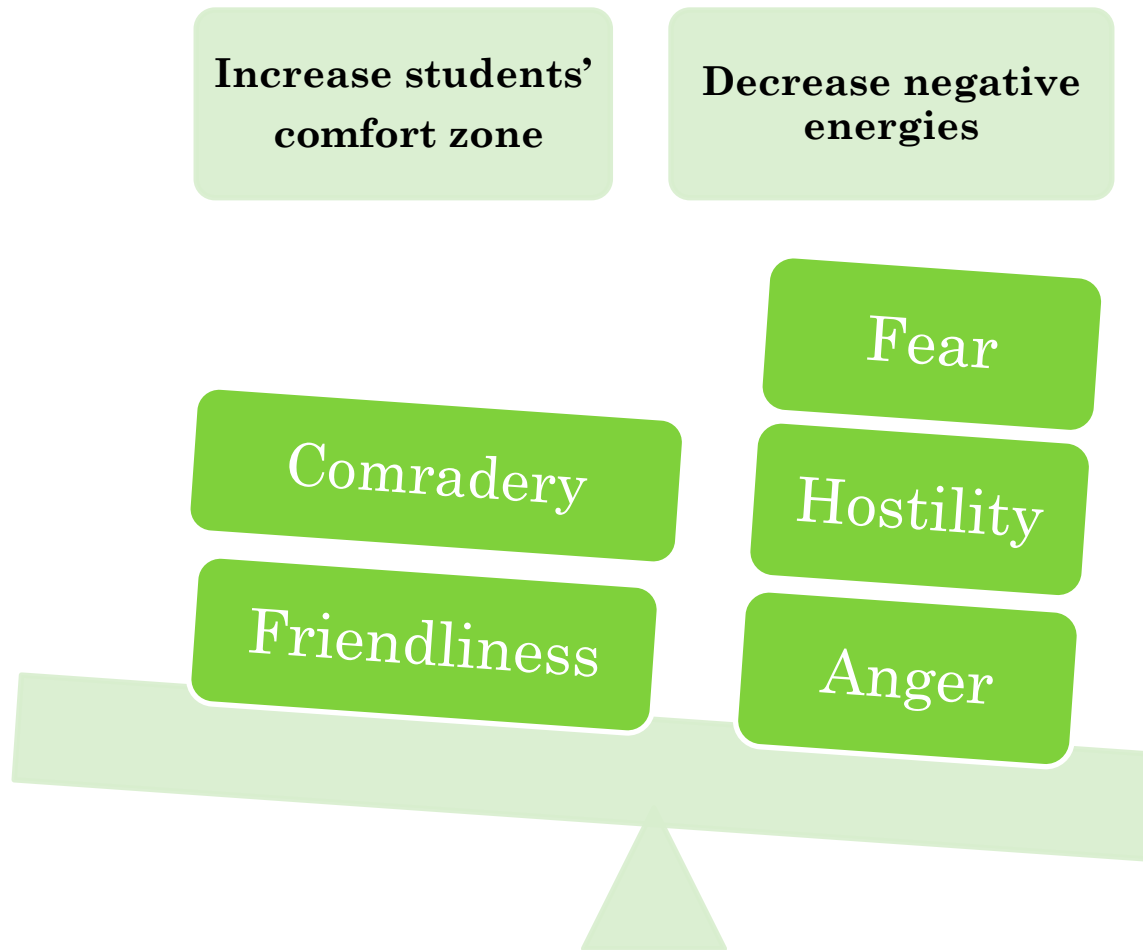 Increase students’
comfort zone
Decrease negative
energies
Comradery
Friendliness
Fear
Hostility
Anger